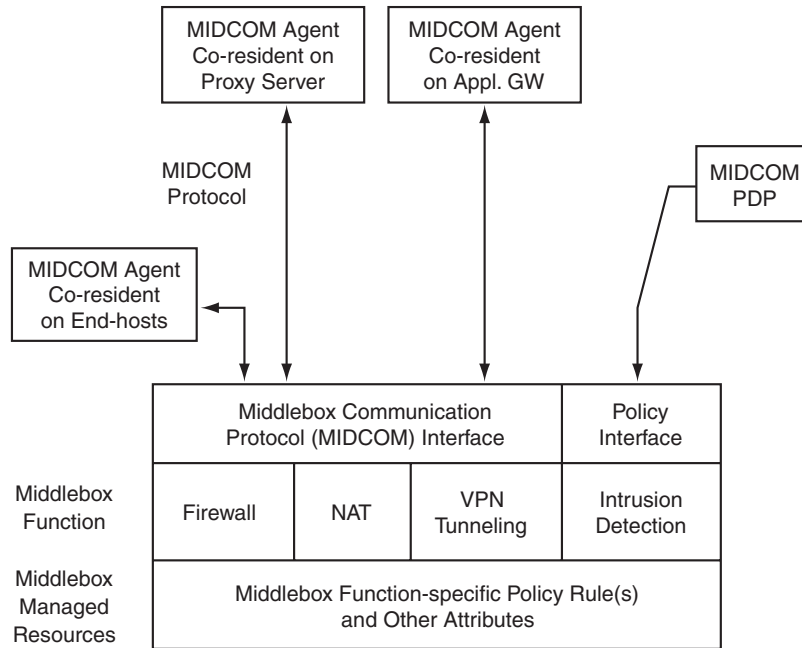 MIDCOM Agent
Co-resident on
Proxy Server
MIDCOM Agent
Co-resident
on Appl. GW
MIDCOM
Protocol
MIDCOM
PDP
MIDCOM Agent
Co-resident
on End-hosts
Middlebox Communication
Protocol (MIDCOM) Interface
Policy
Interface
Middlebox
Function
Firewall
NAT
VPN
Tunneling
Intrusion
Detection
Middlebox
Managed
Resources
Middlebox Function-specific Policy Rule(s)
and Other Attributes